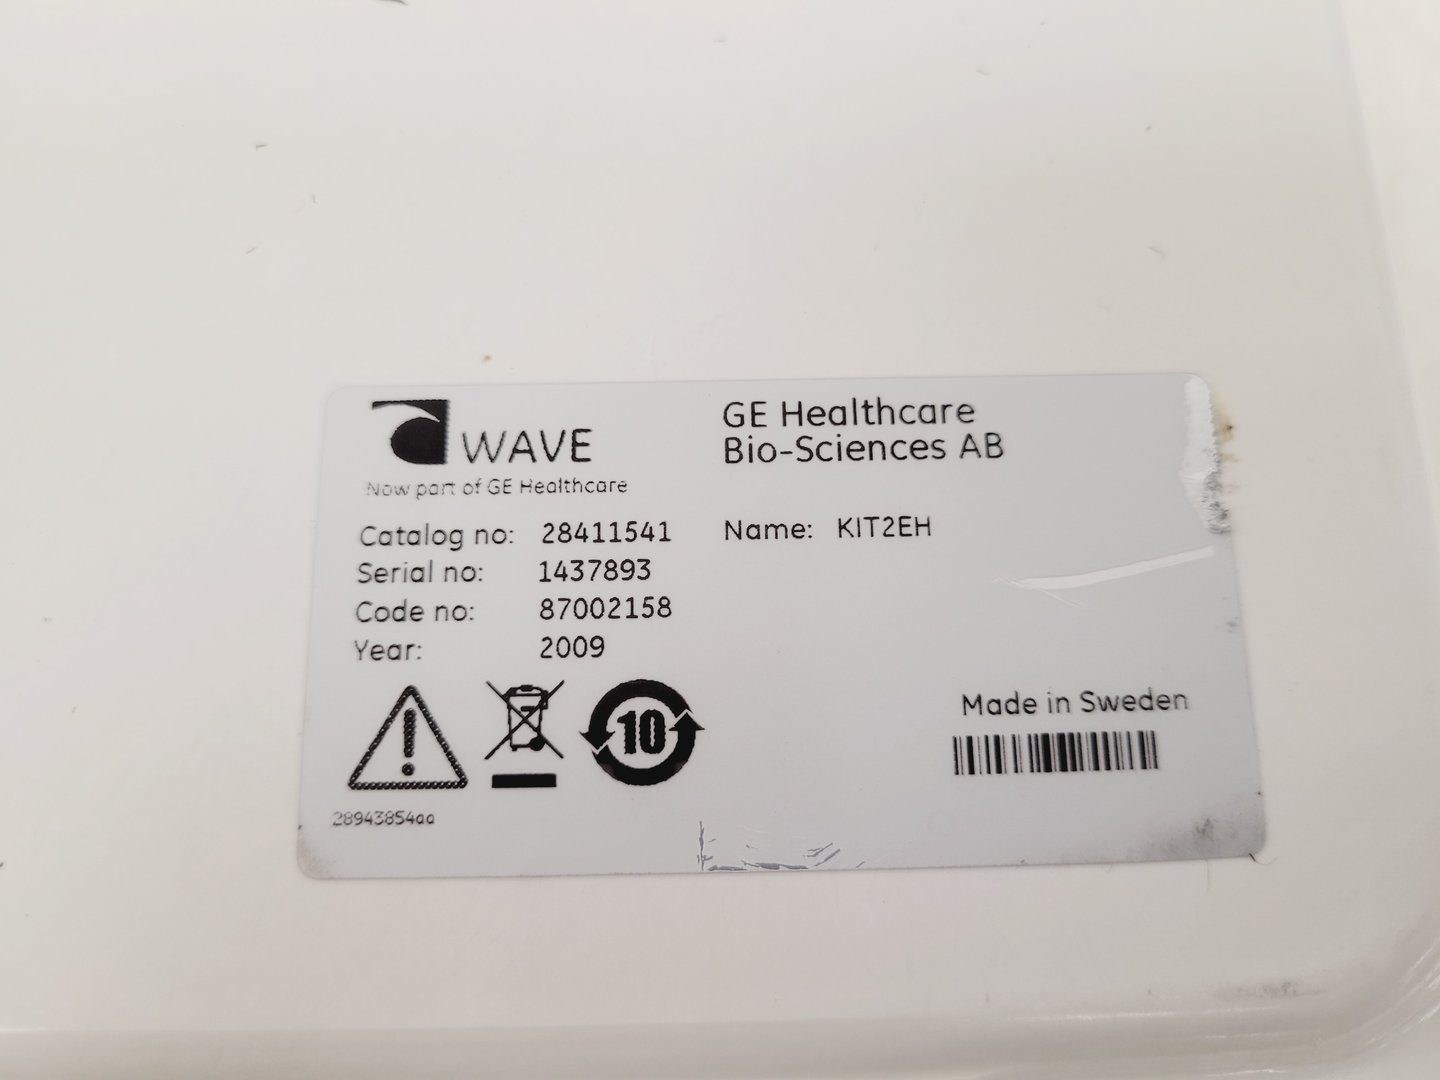 WAVE
Now part of GE Healthcare
GE Healthcare
Bio-Sciences AB
Catalog no: 28411541
Name: KIT2EH
Serial no: 1437893
Code no: 87002158
Year: 2009
10
Made in Sweden
28943854aa